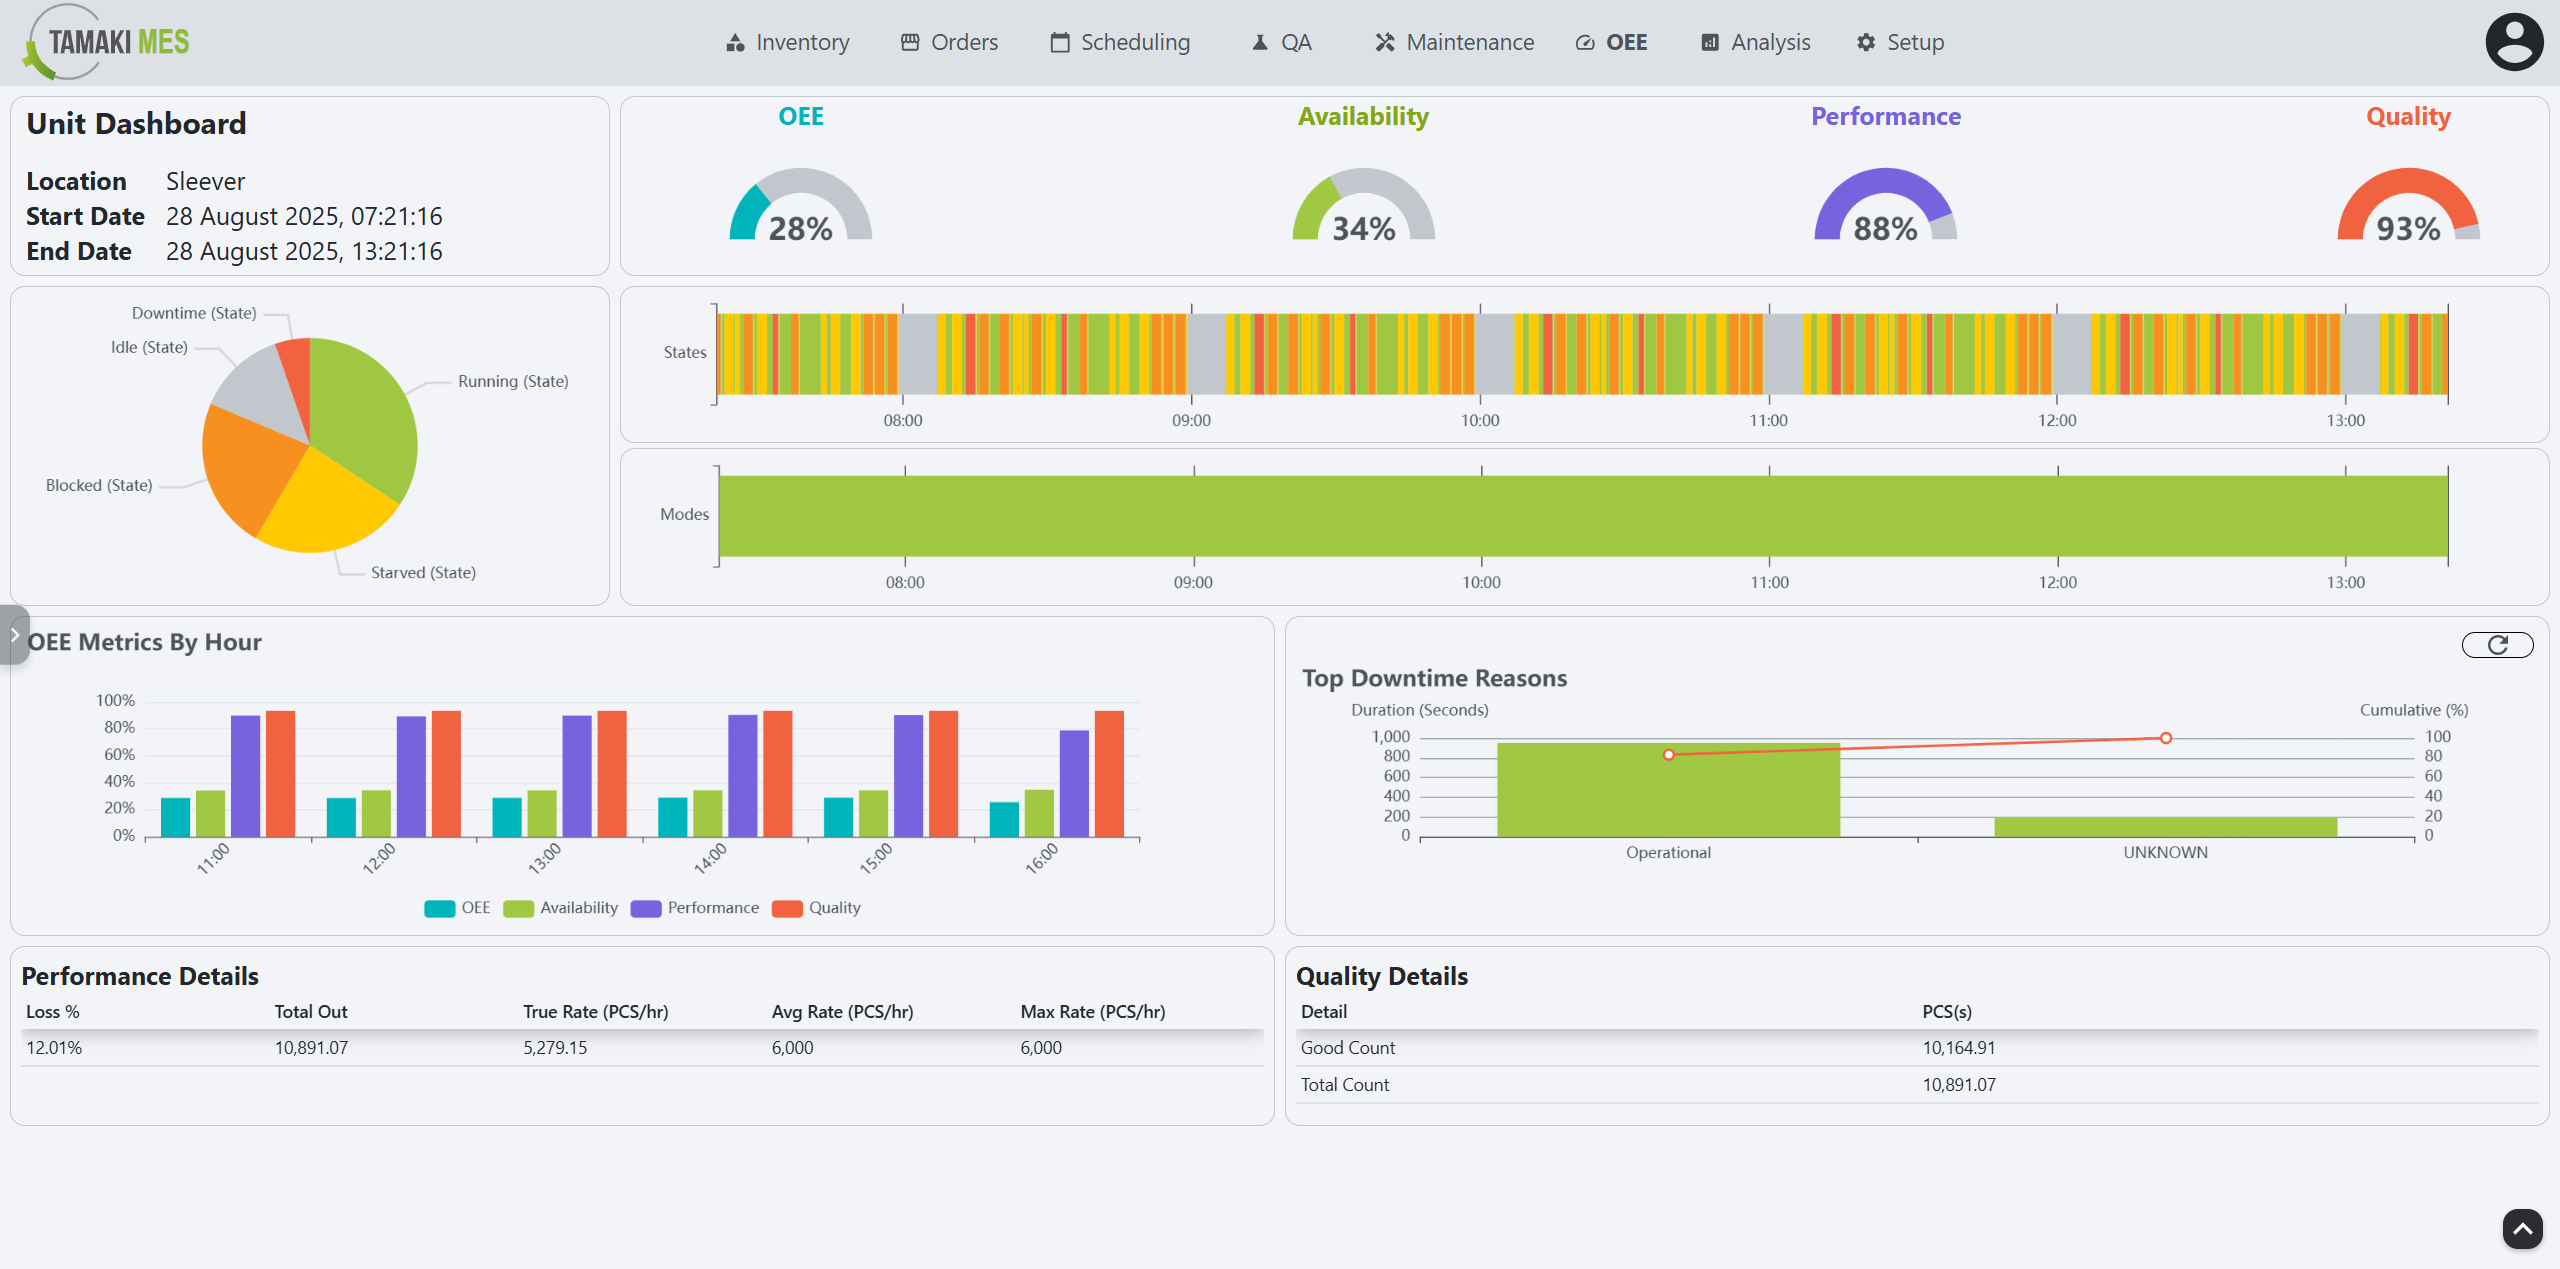 TAMAKI MES
Inventory
Orders
Scheduling
QA
Maintenance
OEE
Analysis
Setup
Unit Dashboard
Location Sleever
Start Date 28 August 2025, 07:21:16
End Date 28 August 2025, 13:21:16
OEE
28%
Availability
34%
Performance
88%
Quality
93%
Downtime (State)
Idle (State)
Running (State)
Blocked (State)
Starved (State)
States
08:00 09:00 10:00 11:00 12:00 13:00
Modes
08:00 09:00 10:00 11:00 12:00 13:00
OEE Metrics By Hour
100%
80%
60%
40%
20%
0%
11:00 12:00 13:00 14:00 15:00 16:00
OEE Availability Performance Quality
Top Downtime Reasons
Duration (Seconds) Cumulative (%)
1,000 100
800 80
600 60
400 40
200 20
0 0
Operational UNKNOWN
Performance Details
Loss % Total Out True Rate (PCS/hr) Avg Rate (PCS/hr) Max Rate (PCS/hr)
12.01% 10,891.07 5,279.15 6,000 6,000
Quality Details
Detail PCS(s)
Good Count 10,164.91
Total Count 10,891.07